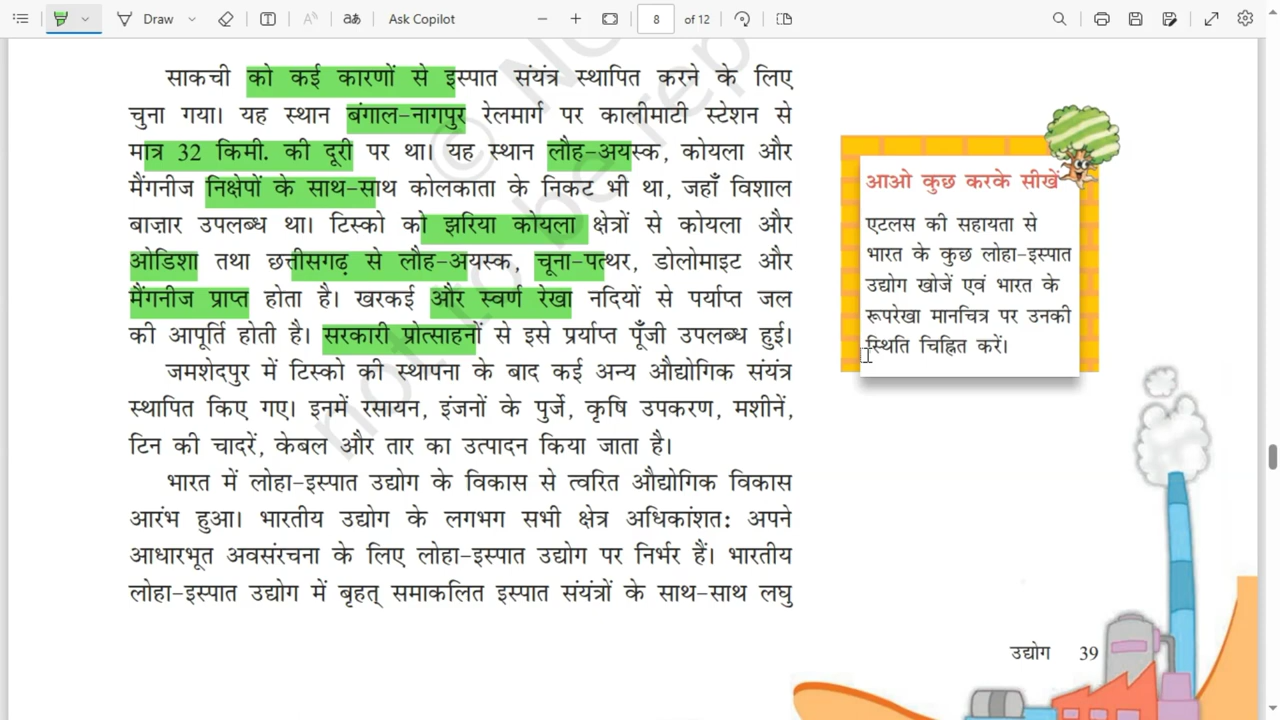 Draw
Ask Copilot
8 of 12
साकची को कई कारणों से इस्पात संयंत्र स्थापित करने के लिए
चुना गया। यह स्थान बंगाल-नागपुर रेलमार्ग पर कालीमाटी स्टेशन से
मात्र 32 किमी. की दूरी पर था। यह स्थान लौह-अयस्क, कोयला और
मैंगनीज निक्षेपों के साथ-साथ कोलकाता के निकट भी था, जहाँ विशाल
बाज़ार उपलब्ध था। टिस्को को झरिया कोयला क्षेत्रों से कोयला और
ओडिशा तथा छत्तीसगढ़ से लौह-अयस्क, चूना-पत्थर, डोलोमाइट और
मैंगनीज प्राप्त होता है। खरकई और स्वर्ण रेखा नदियों से पर्याप्त जल
की आपूर्ति होती है। सरकारी प्रोत्साहनों से इसे प्रर्याप्त पूँजी उपलब्ध हुई।
जमशेदपुर में टिस्को की स्थापना के बाद कई अन्य औद्योगिक संयंत्र
स्थापित किए गए। इनमें रसायन, इंजनों के पुर्जे, कृषि उपकरण, मशीनें,
टिन की चादरें, केबल और तार का उत्पादन किया जाता है।
भारत में लोहा-इस्पात उद्योग के विकास से त्वरित औद्योगिक विकास
आरंभ हुआ। भारतीय उद्योग के लगभग सभी क्षेत्र अधिकांशत: अपने
आधारभूत अवसंरचना के लिए लोहा-इस्पात उद्योग पर निर्भर हैं। भारतीय
लोहा-इस्पात उद्योग में बृहत् समाकलित इस्पात संयंत्रों के साथ-साथ लघु
आओ कुछ करके सीखें
एटलस की सहायता से
भारत के कुछ लोहा-इस्पात
उद्योग खोजें एवं भारत के
रूपरेखा मानचित्र पर उनकी
स्थिति चिह्नित करें।
उद्योग 39
not to be rep